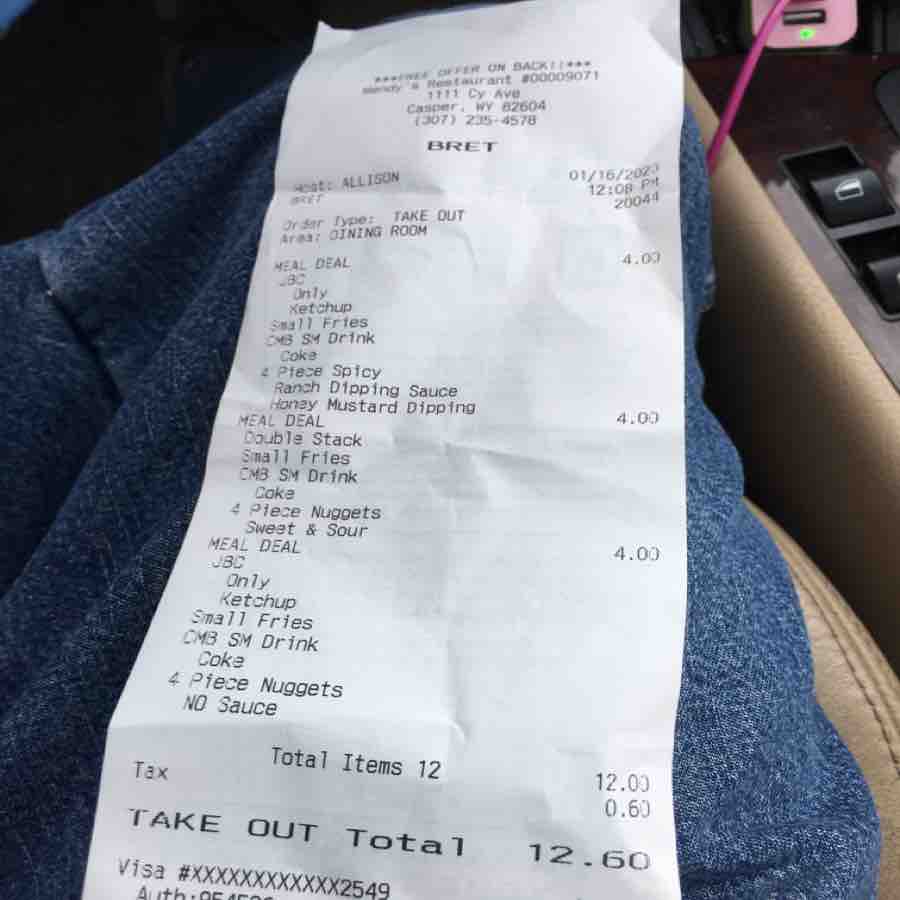 ***FREE OFFER ON BACK!!***
Wendy's Restaurant #00009071
1111 Cy Ave
Casper, WY 82604
(307) 235-4578
BRET
Host: ALLISON 01/16/2020
BRET 12:08 PM
20044
Order Type: TAKE OUT
Area: DINING ROOM
MEAL DEAL 4.00
JBC
Only
Ketchup
Small Fries
CMB SM Drink
Coke
4 Piece Spicy
Ranch Dipping Sauce
Honey Mustard Dipping
MEAL DEAL 4.00
Double Stack
Small Fries
CMB SM Drink
Coke
4 Piece Nuggets
Sweet & Sour
MEAL DEAL 4.00
JBC
Only
Ketchup
Small Fries
CMB SM Drink
Coke
4 Piece Nuggets
NO Sauce
Total Items 12 12.00
Tax 0.60
TAKE OUT Total 12.60
Visa #XXXXXXXXXXXX2549